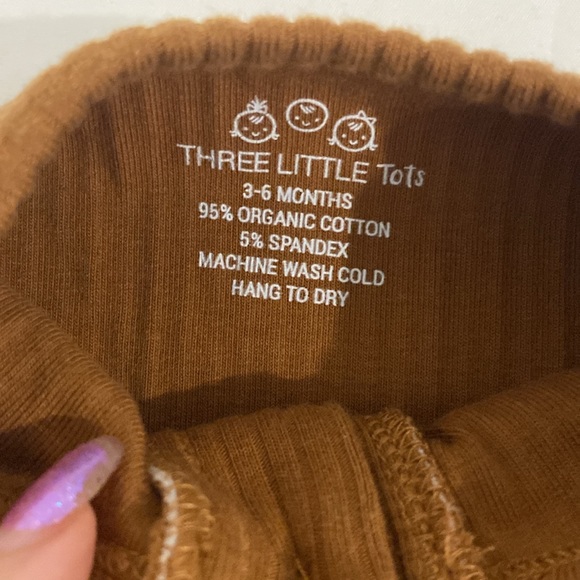 THREE LITTLE Tots
3-6 MONTHS
95% ORGANIC COTTON
5% SPANDEX
MACHINE WASH COLD
HANG TO DRY